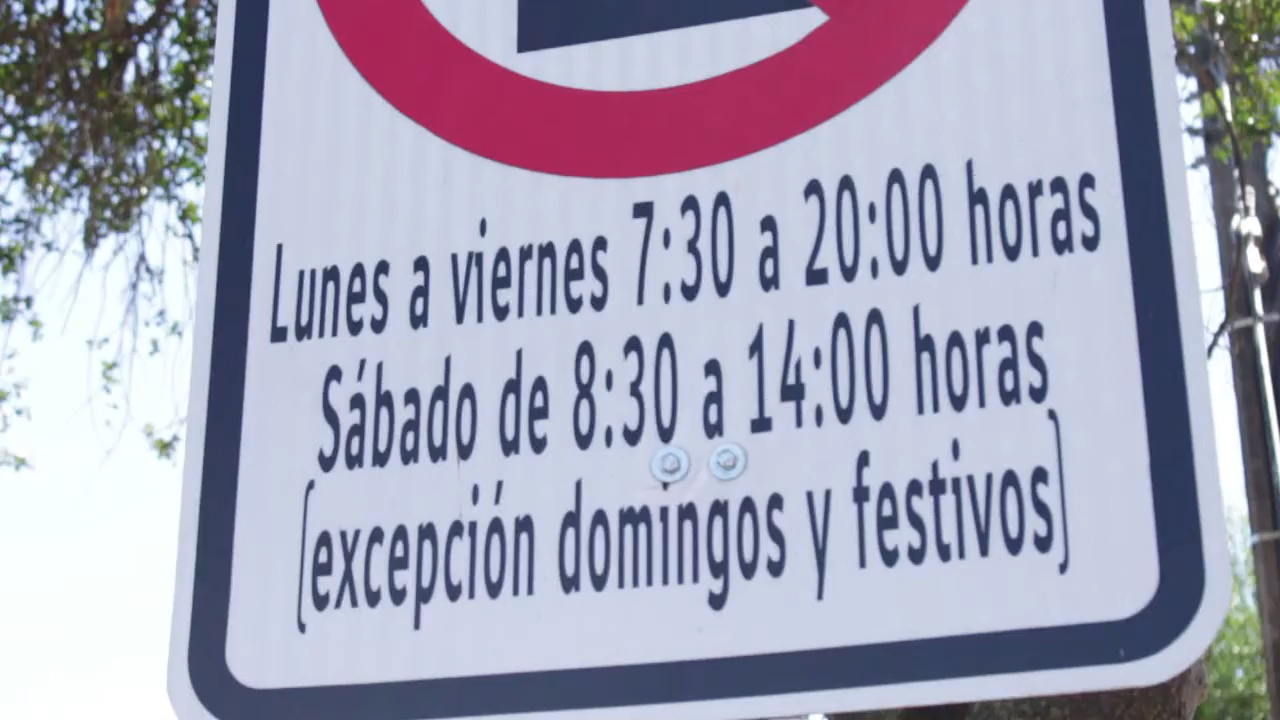 Lunes a viernes 7:30 a 20:00 horas
Sábado de 8:30 a 14:00 horas
(excepción domingos y festivos)